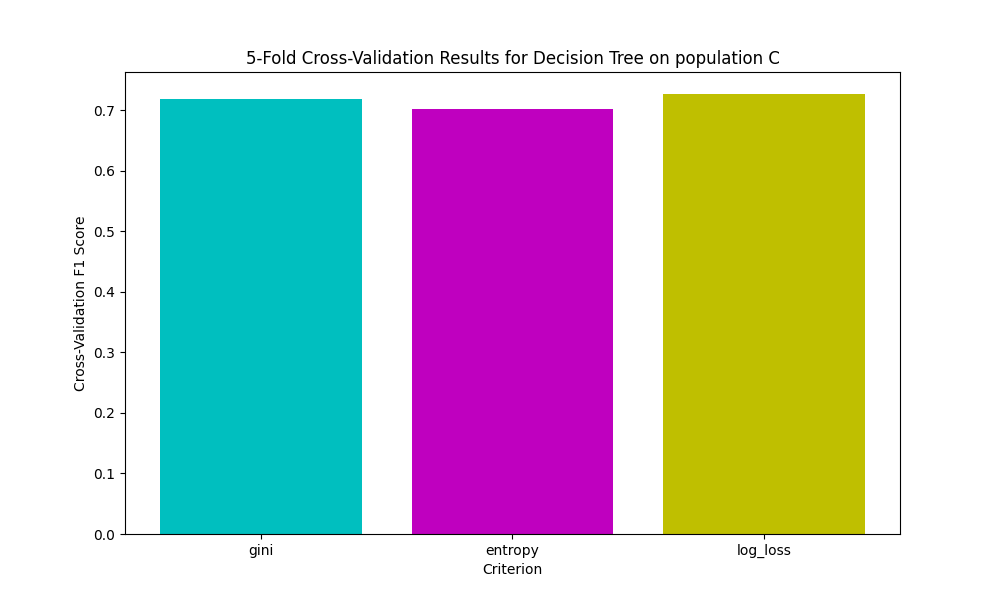 5-Fold Cross-Validation Results for Decision Tree on population C
Cross-Validation F1 Score
0.7
0.6
0.5
0.4
0.3
0.2
0.1
0.0
gini
entropy
log_loss
Criterion